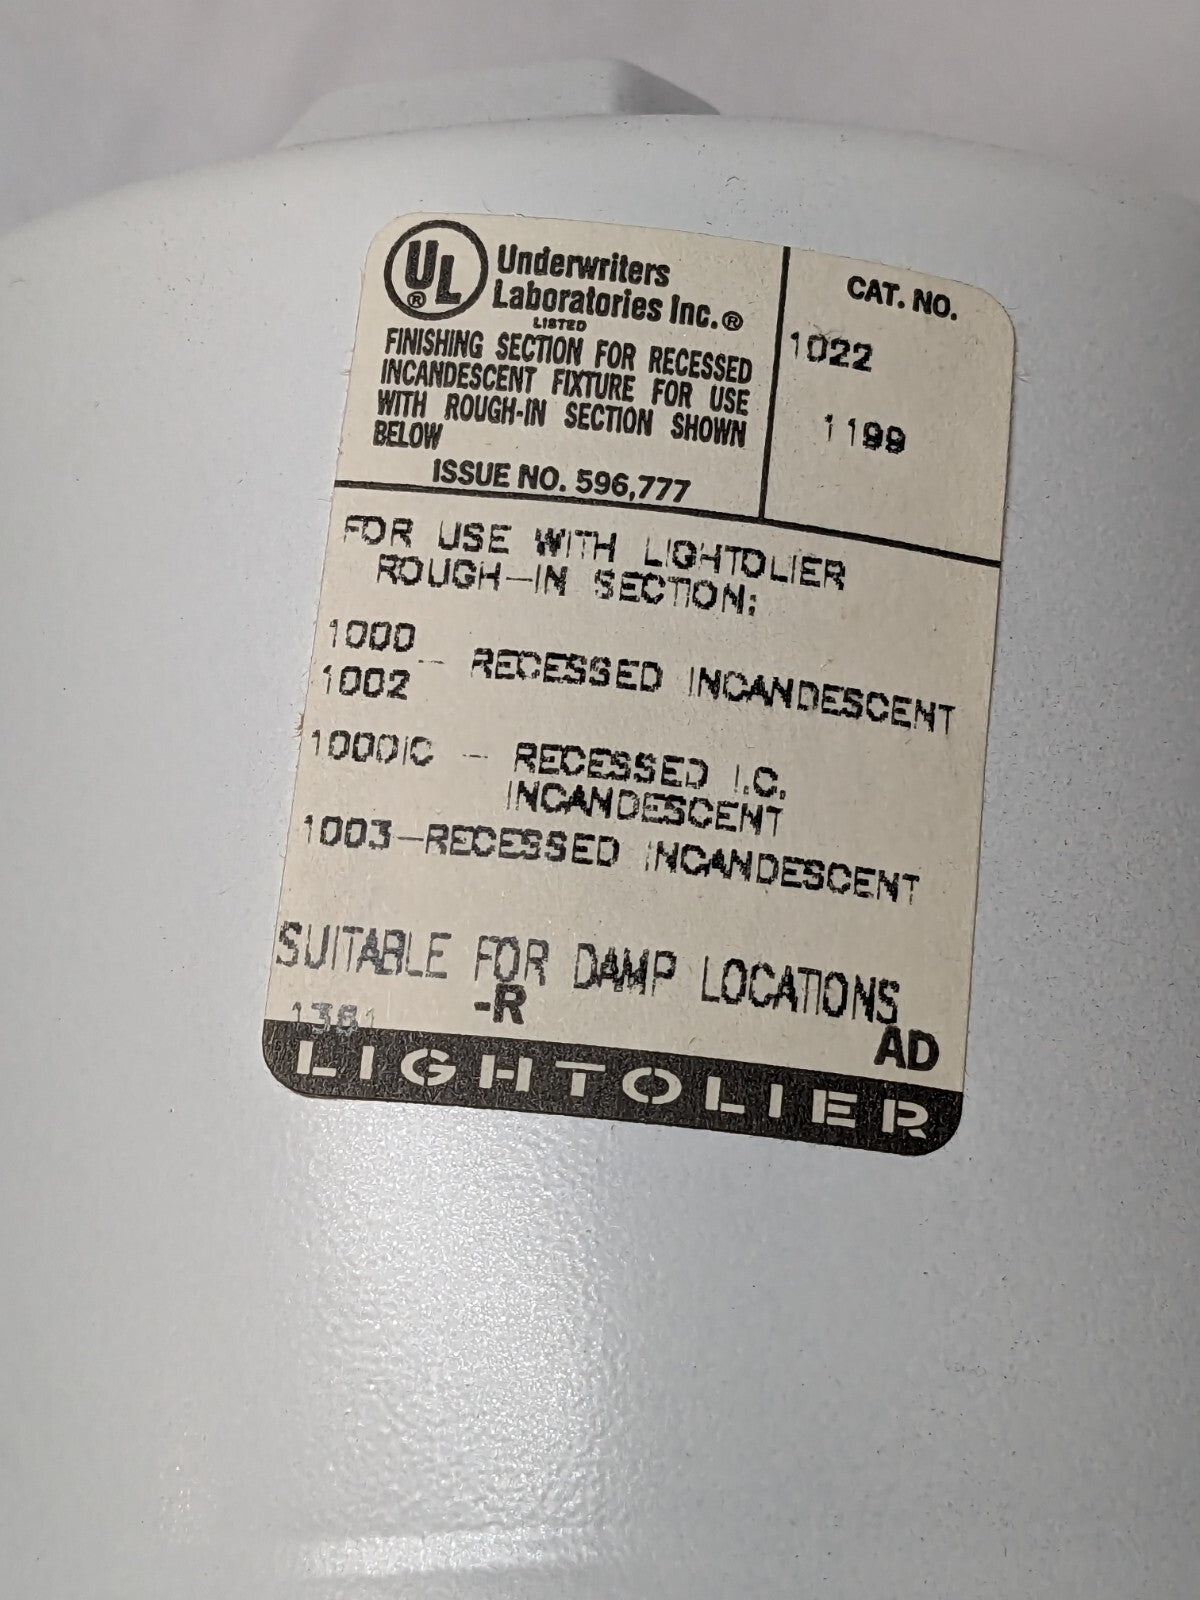 UL ® Underwriters
Laboratories Inc.®
LISTED
FINISHING SECTION FOR RECESSED
INCANDESCENT FIXTURE FOR USE
WITH ROUGH-IN SECTION SHOWN
BELOW
ISSUE NO. 596,777
CAT. NO.
1022
1199
FOR USE WITH LIGHTOLIER
ROUGH-IN SECTION:
1000
1002 - RECESSED INCANDESCENT
1000IC - RECESSED I.C.
INCANDESCENT
1003-RECESSED INCANDESCENT
SUITABLE FOR DAMP LOCATIONS
-R
AD
LIGHTOLIER